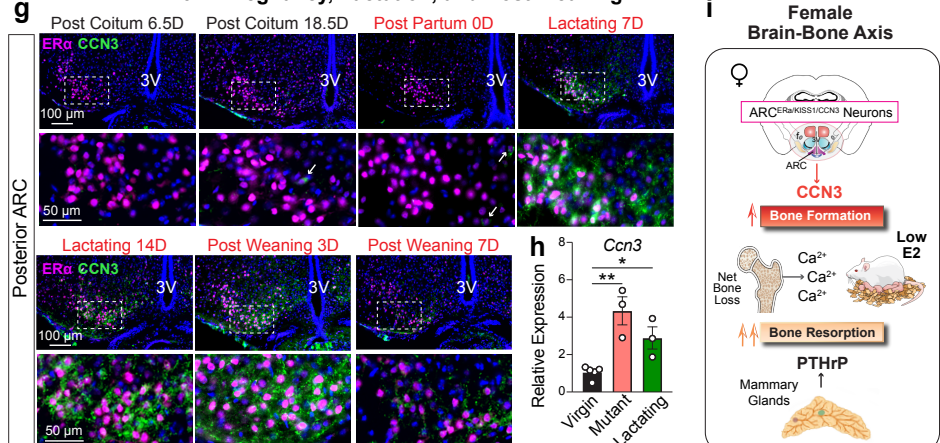 g
Post Coitum 6.5D
Post Coitum 18.5D
Post Partum 0D
Lactating 7D
ERα CCN3
3V
3V
3V
3V
100 μm
50 μm
Posterior ARC
Lactating 14D
Post Weaning 3D
Post Weaning 7D
ERα CCN3
3V
3V
100 μm
50 μm
h
Ccn3
Relative Expression
8
6
4
2
0
*
**
Virgin
Mutant
Lactating
i
Female
Brain-Bone Axis
♀
ARCERa/KISS1/CCN3 Neurons
ARC
CCN3
Bone Formation
Net
Bone
Loss
Ca2+
Ca2+
Ca2+
Low
E2
Bone Resorption
PTHrP
Mammary
Glands